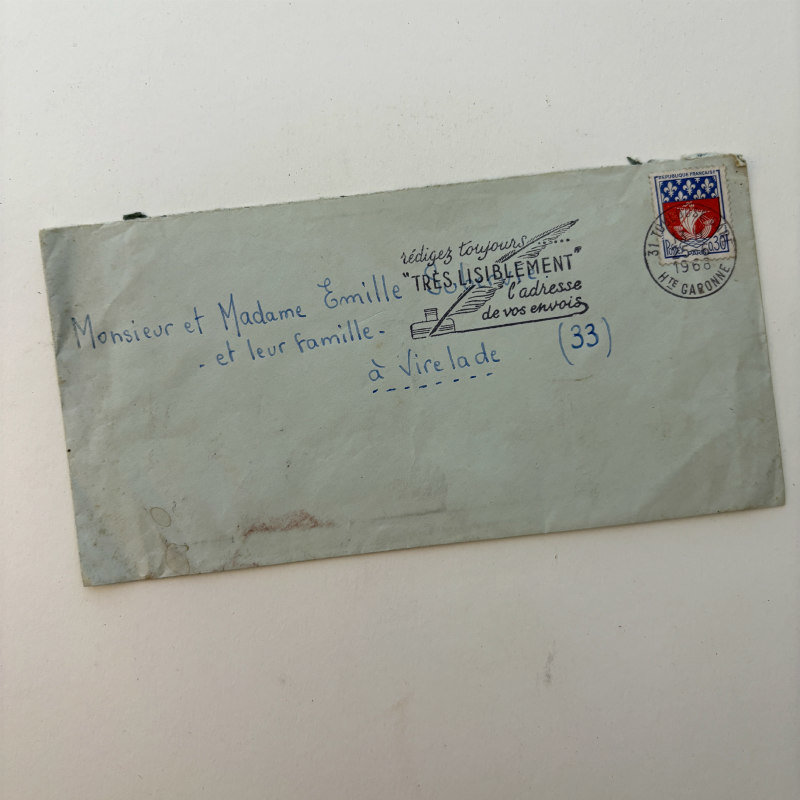 RÉPUBLIQUE FRANÇAISE
0,30F
1968
Hᵀᴱ GARONNE
rédigez toujours......
"TRÈS LISIBLEMENT"
l'adresse
de vos envois
Monsieur et Madame Emille
- et leur famille -
à Virelade (33)